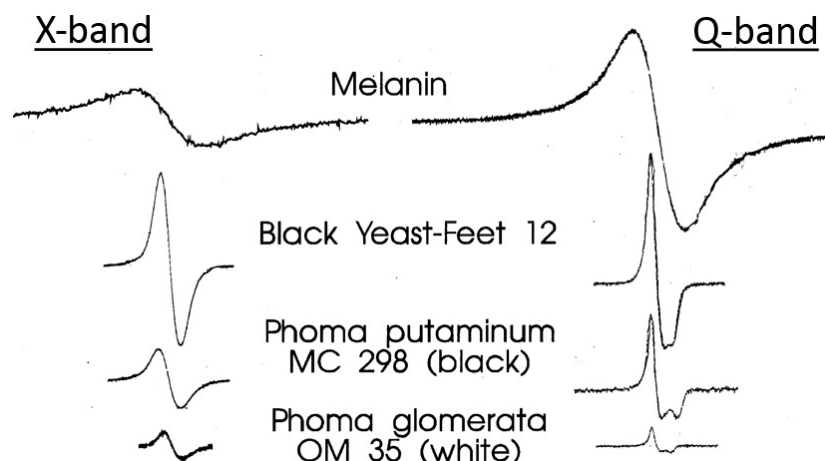 X-band
Q-band
Melanin
Black Yeast-Feet 12
Phoma putaminum
MC 298 (black)
Phoma glomerata
OM 35 (white)